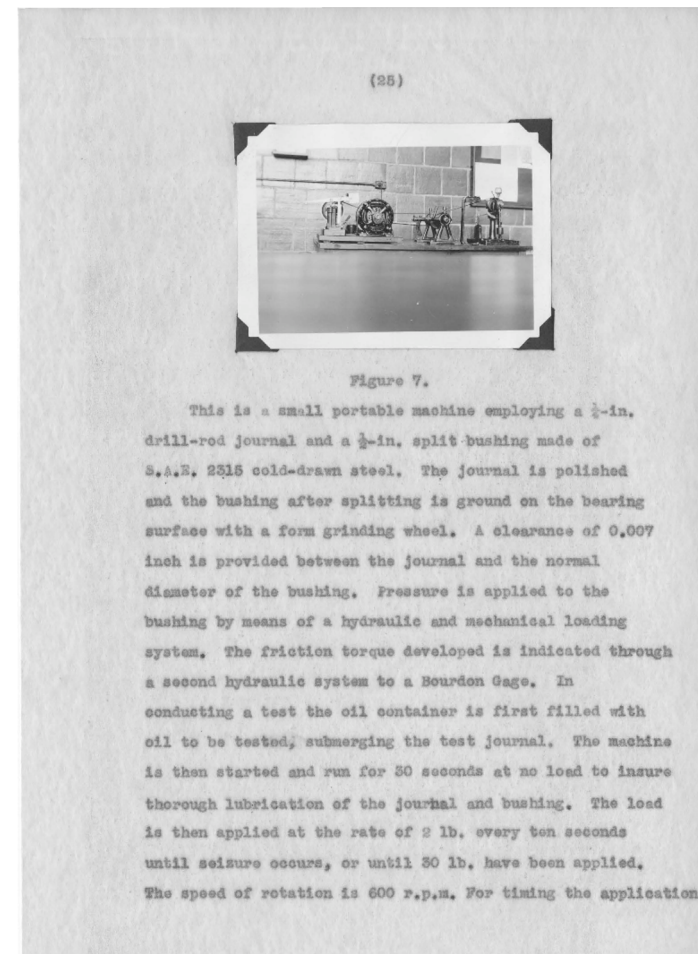 (25)
Figure 7.
This is a small portable machine employing a ½-in.
drill-rod journal and a ½-in. split bushing made of
S.A.E. 2315 cold-drawn steel. The journal is polished
and the bushing after splitting is ground on the bearing
surface with a form grinding wheel. A clearance of 0.007
inch is provided between the journal and the normal
diameter of the bushing. Pressure is applied to the
bushing by means of a hydraulic and mechanical loading
system. The friction torque developed is indicated through
a second hydraulic system to a Bourdon Gage. In
conducting a test the oil container is first filled with
oil to be tested, submerging the test journal. The machine
is then started and run for 30 seconds at no load to insure
thorough lubrication of the journal and bushing. The load
is then applied at the rate of 2 lb. every ten seconds
until seizure occurs, or until 30 lb. have been applied.
The speed of rotation is 600 r.p.m. For timing the application